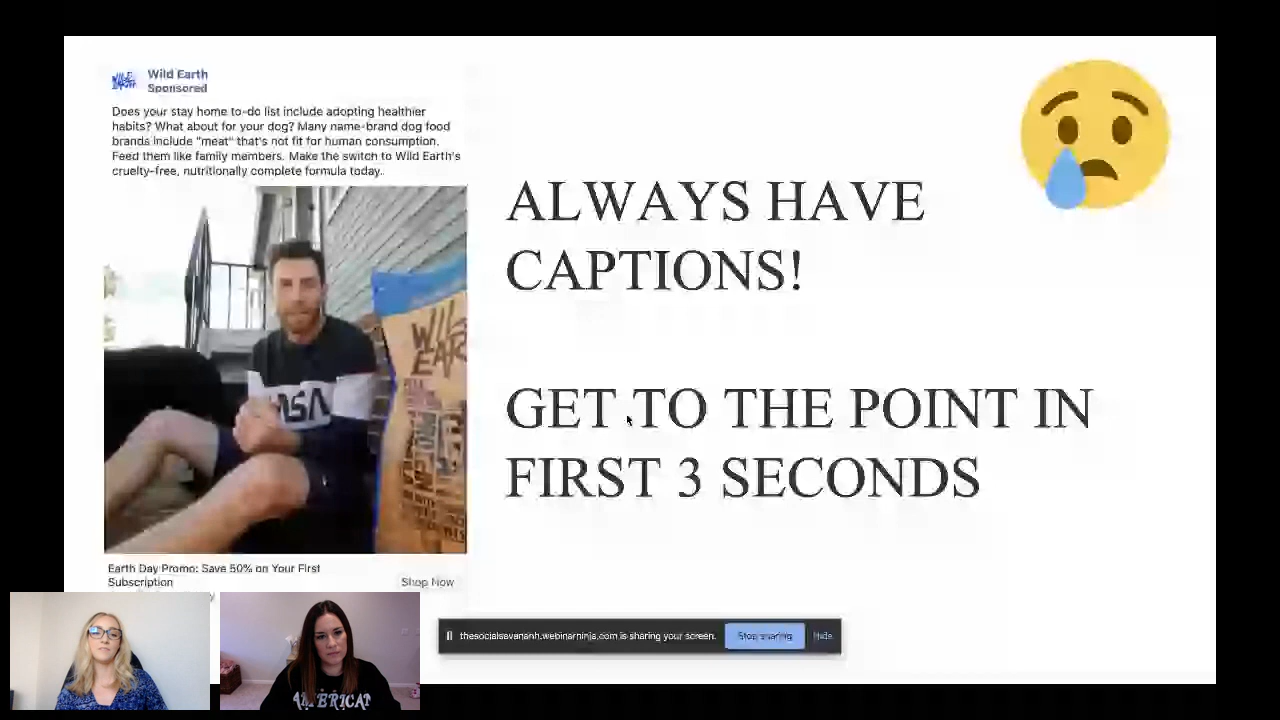 Wild Earth
Sponsored
Does your stay home to-do list include adopting healthier
habits? What about for your dog? Many name-brand dog food
brands include "meat" that's not fit for human consumption.
Feed them like family members. Make the switch to Wild Earth's
cruelty-free, nutritionally complete formula today.
ALWAYS HAVE
CAPTIONS!
GET TO THE POINT IN
FIRST 3 SECONDS
NASA
WILD
EARTH
Earth Day Promo: Save 50% on Your First
Subscription
Shop Now
thesocialsavannah.webinarninja.com is sharing your screen.
Stop sharing
Hide
AMERICAN